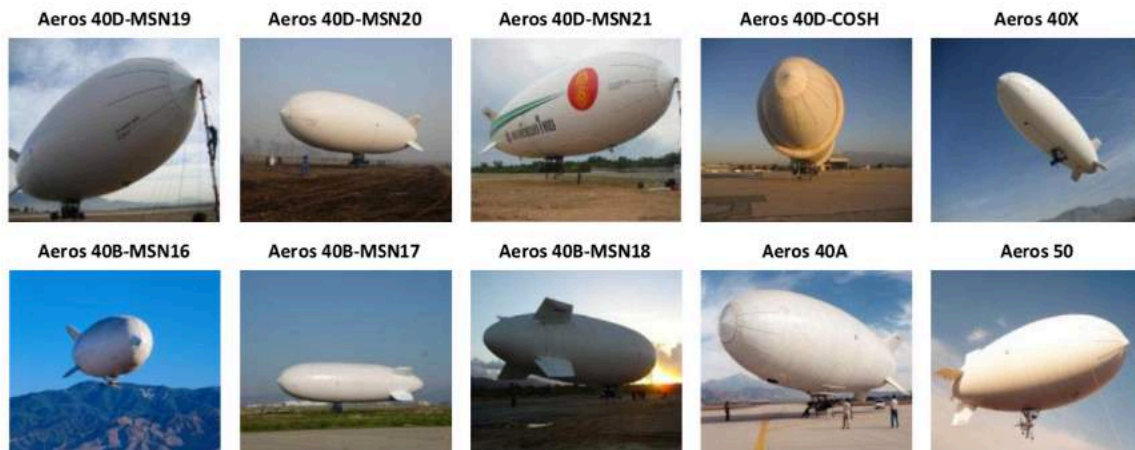 Aeros 40D-MSN19 Aeros 40D-MSN20 Aeros 40D-MSN21 Aeros 40D-COSH Aeros 40X
Aeros 40B-MSN16 Aeros 40B-MSN17 Aeros 40B-MSN18 Aeros 40A Aeros 50